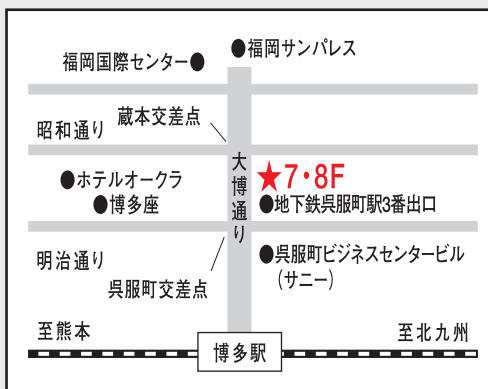 ●福岡サンパレス
福岡国際センター●
蔵本交差点
昭和通り
大博通り
★7・8F
●ホテルオークラ
●博多座
●地下鉄呉服町駅3番出口
明治通り
呉服町交差点
●呉服町ビジネスセンタービル
(サニー)
至熊本
至北九州
博多駅